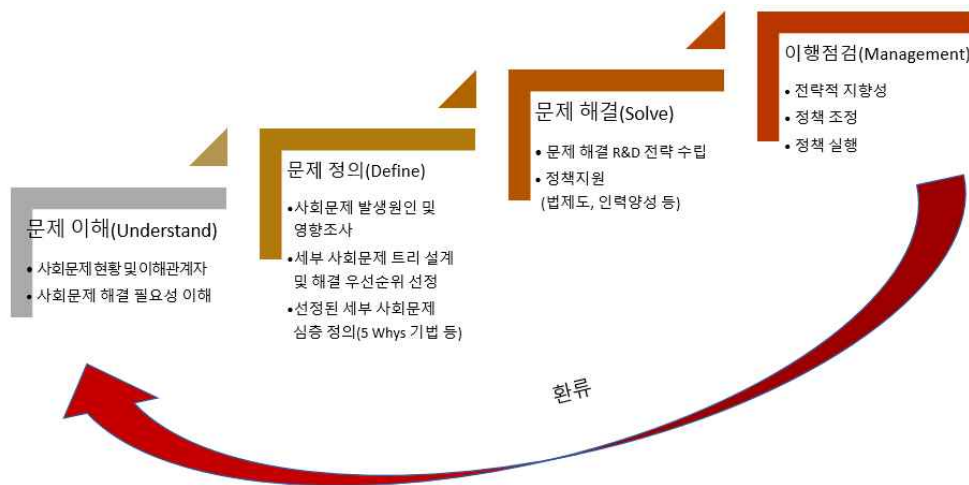 문제 이해(Understand)
• 사회문제 현황 및 이해관계자
• 사회문제 해결 필요성 이해
문제 정의(Define)
•사회문제 발생원인 및
영향조사
•세부 사회문제 트리 설계
및 해결 우선순위 선정
•선정된 세부 사회문제
심층 정의(5 Whys 기법 등)
문제 해결(Solve)
• 문제 해결 R&D 전략 수립
• 정책지원
(법제도, 인력양성 등)
이행점검(Management)
• 전략적 지향성
• 정책 조정
• 정책 실행
환류